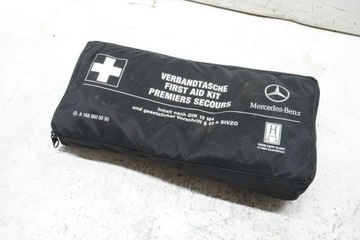 VERBANDTASCHE
FIRST AID KIT
PREMIERS SECOURS
Inhalt nach DIN 13 164
und gesetzlicher Vorschrift § 35 h StVZO
Mercedes-Benz
A 168 860 00 50